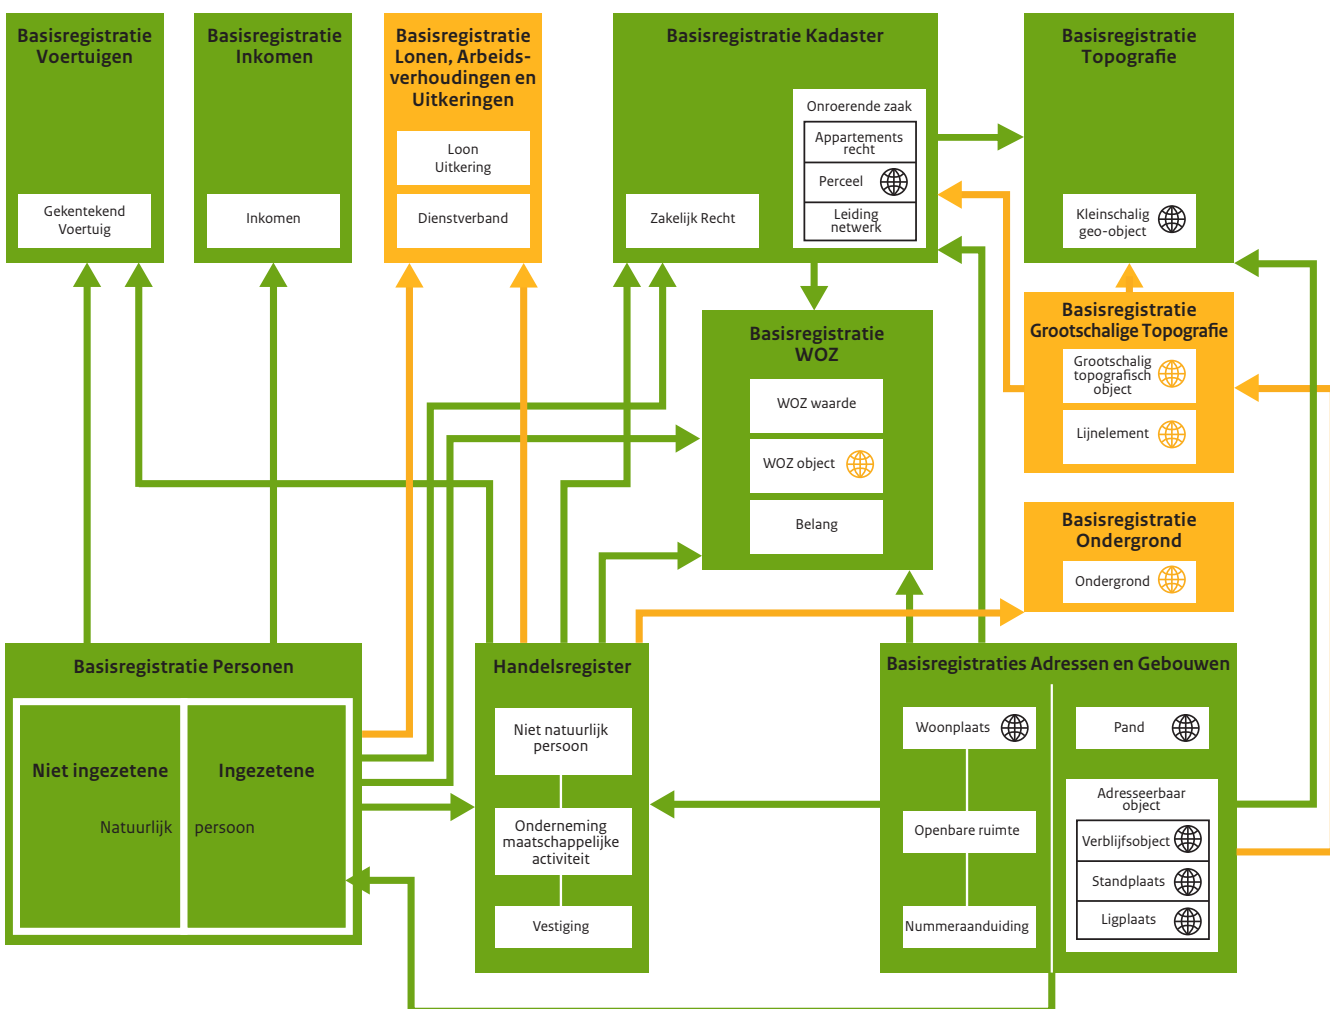 Basisregistratie
Voertuigen
Gekentekend
Voertuig
Basisregistratie
Inkomen
Inkomen
Basisregistratie
Lonen, Arbeids-
verhoudingen en
Uitkeringen
Loon
Uitkering
Dienstverband
Basisregistratie Kadaster
Zakelijk Recht
Onroerende zaak
Appartements
recht
Perceel
Leiding
netwerk
Basisregistratie
Topografie
Kleinschalig
geo-object
Basisregistratie
Grootschalige Topografie
Grootschalig
topografisch
object
Lijnelement
Basisregistratie
WOZ
WOZ waarde
WOZ object
Belang
Basisregistratie
Ondergrond
Ondergrond
Basisregistratie Personen
Niet ingezetene
Ingezetene
Natuurlijk
persoon
Handelsregister
Niet natuurlijk
persoon
Onderneming
maatschappelijke
activiteit
Vestiging
Basisregistraties Adressen en Gebouwen
Woonplaats
Openbare ruimte
Nummeraanduiding
Pand
Adresseerbaar
object
Verblijfsobject
Standplaats
Ligplaats